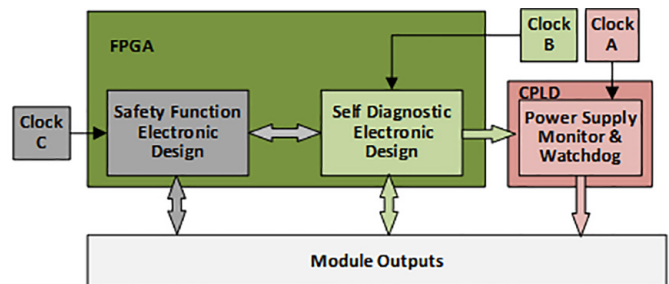 FPGA
Clock
B
Clock
A
Clock
C
Safety Function
Electronic
Design
Self Diagnostic
Electronic
Design
CPLD
Power Supply
Monitor &
Watchdog
Module Outputs